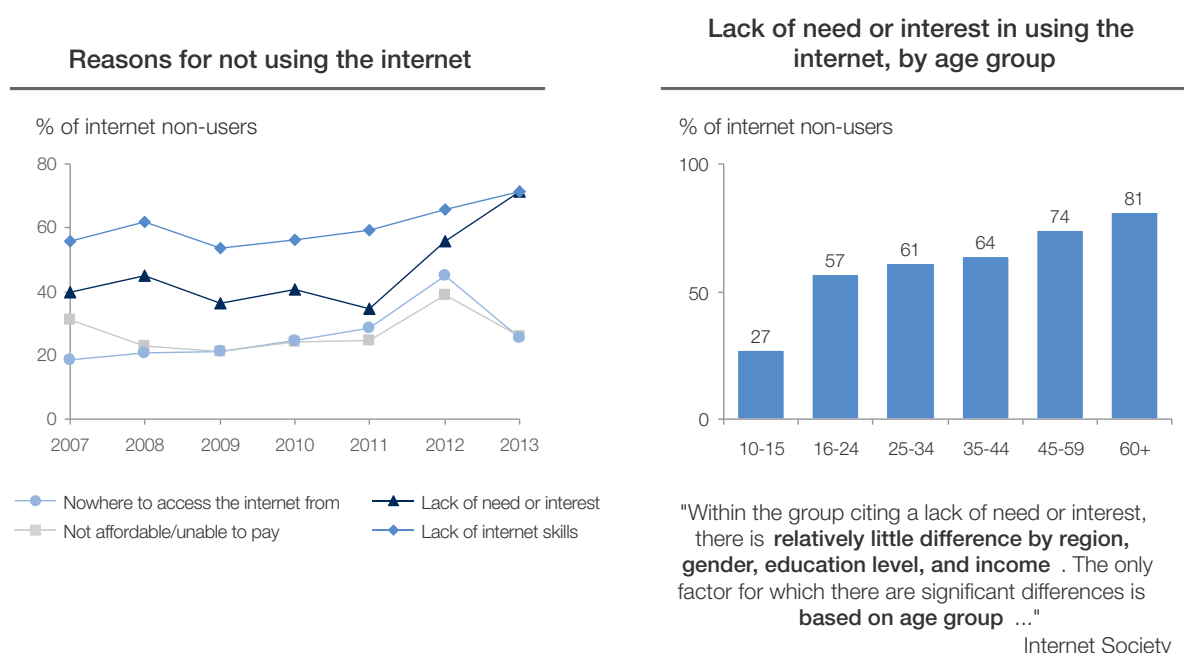 Reasons for not using the internet
% of internet non-users
80
60
40
20
0
2007 2008 2009 2010 2011 2012 2013
Nowhere to access the internet from
Lack of need or interest
Not affordable/unable to pay
Lack of internet skills
Lack of need or interest in using the
internet, by age group
% of internet non-users
100
50
0
27 57 61 64 74 81
10-15 16-24 25-34 35-44 45-59 60+
"Within the group citing a lack of need or interest,
there is relatively little difference by region,
gender, education level, and income . The only
factor for which there are significant differences is
based on age group ..."
Internet Society